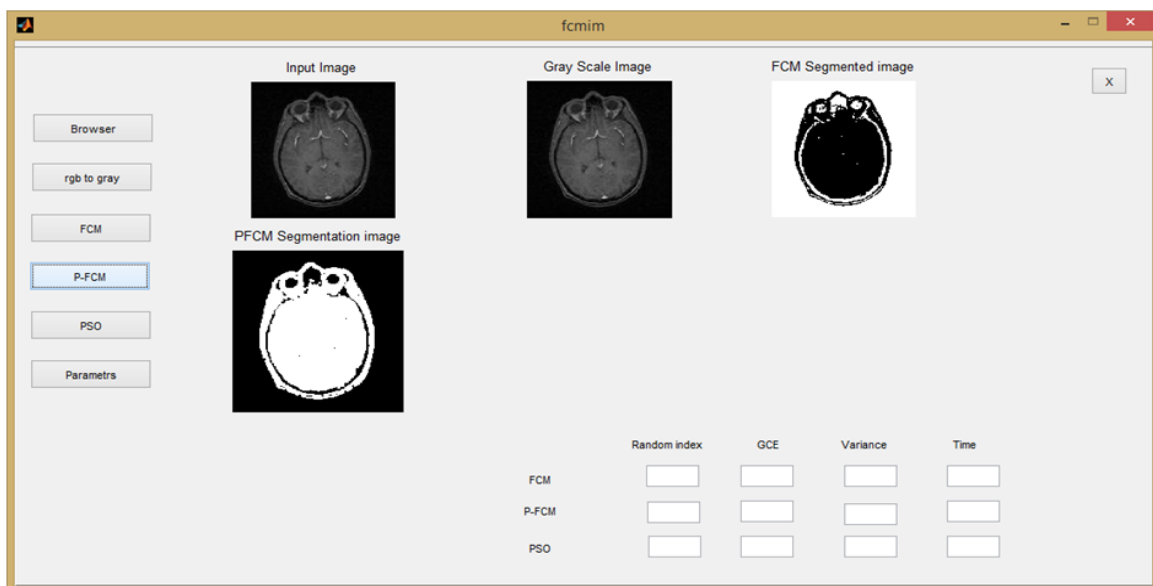 fcmim
Input Image
Gray Scale Image
FCM Segmented image
X
Browser
rgb to gray
FCM
PFCM Segmentation image
P-FCM
PSO
Parametrs
Random index GCE Variance Time
FCM
P-FCM
PSO